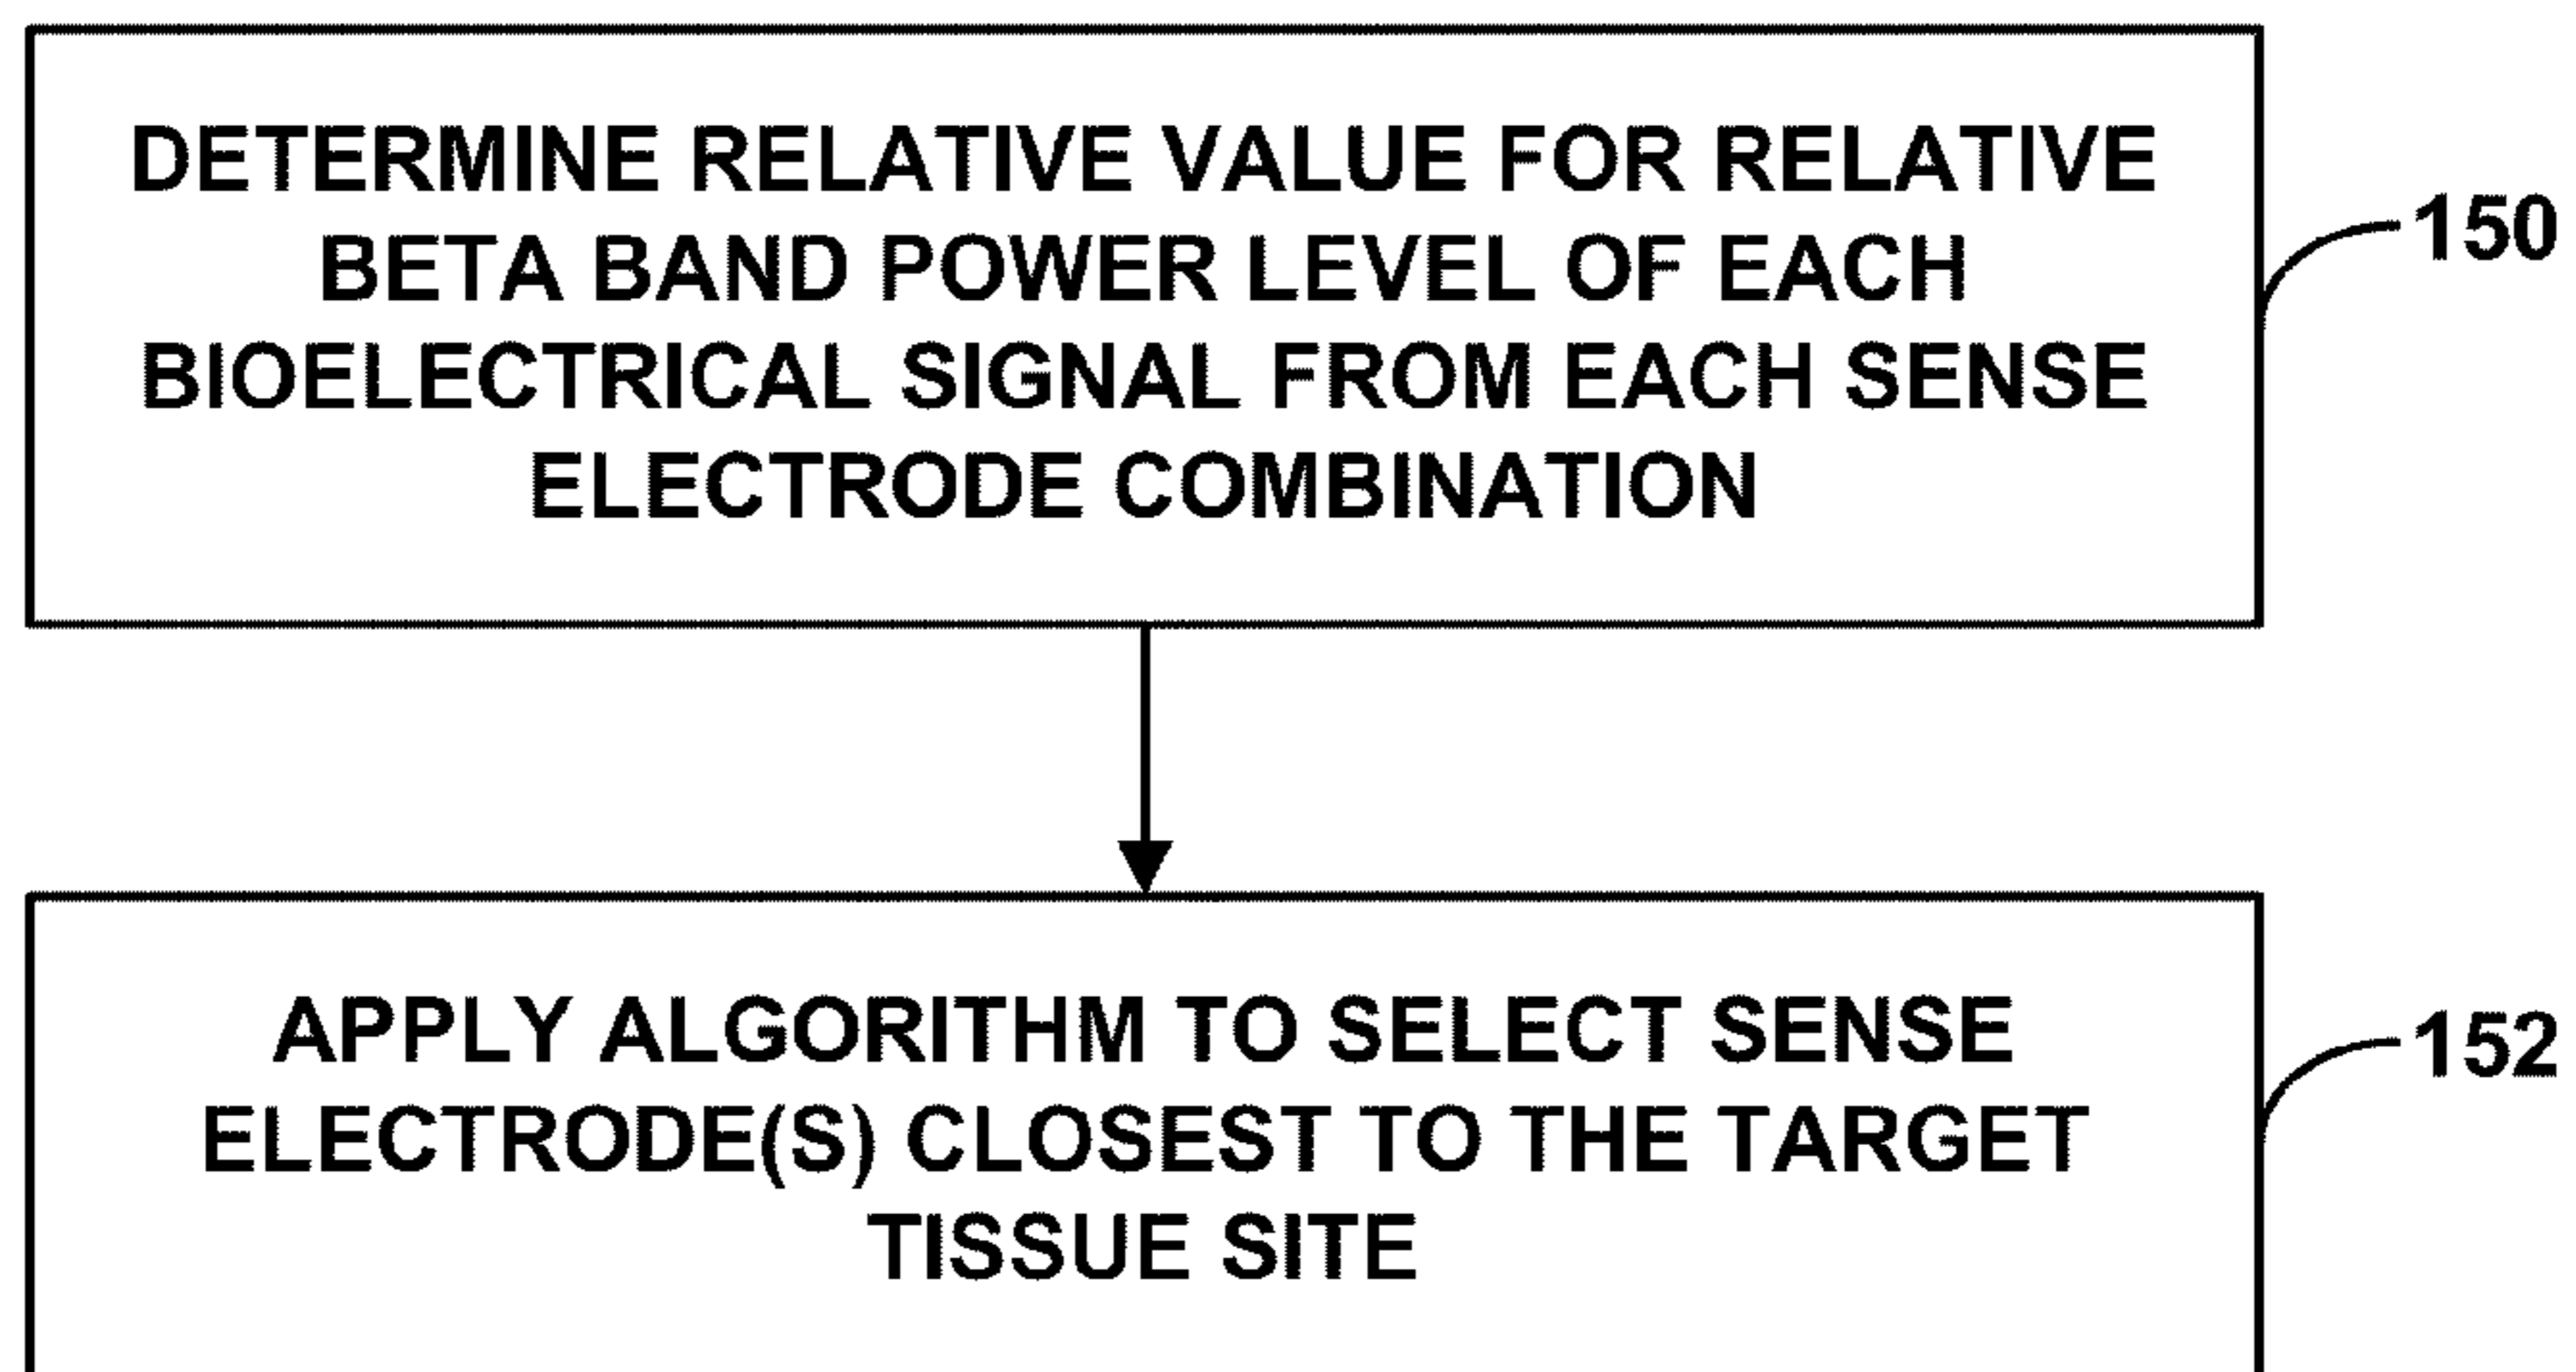 DETERMINE RELATIVE VALUE FOR RELATIVE
BETA BAND POWER LEVEL OF EACH
BIOELECTRICAL SIGNAL FROM EACH SENSE
ELECTRODE COMBINATION
150
APPLY ALGORITHM TO SELECT SENSE
ELECTRODE(S) CLOSEST TO THE TARGET
TISSUE SITE
152